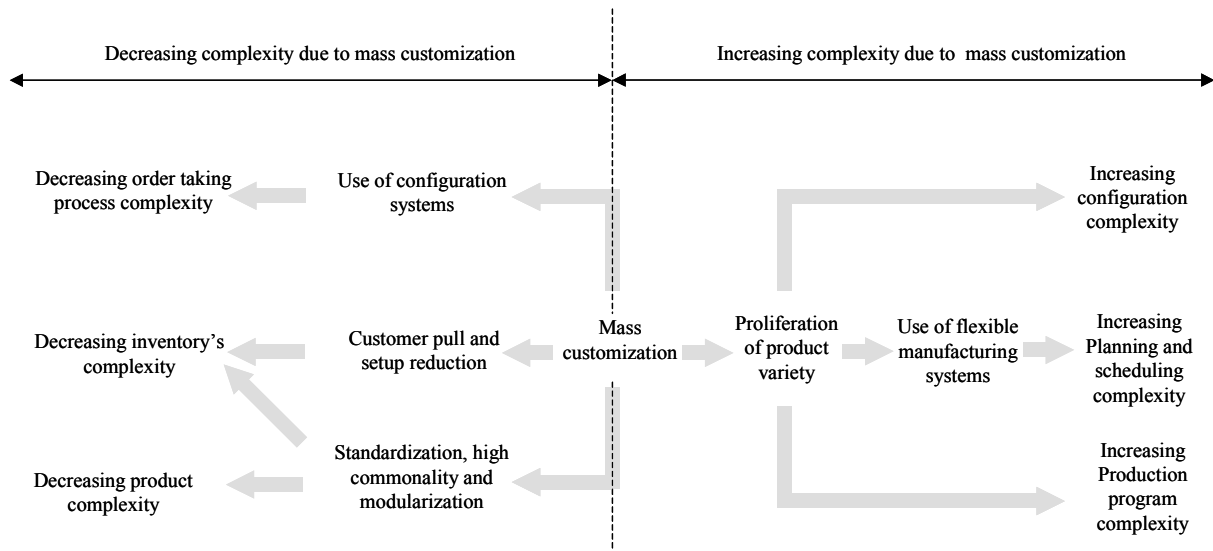 Decreasing complexity due to mass customization
Increasing complexity due to mass customization
Decreasing order taking
process complexity
Use of configuration
systems
Increasing
configuration
complexity
Decreasing inventory's
complexity
Customer pull and
setup reduction
Mass
customization
Proliferation
of product
variety
Use of flexible
manufacturing
systems
Increasing
Planning and
scheduling
complexity
Decreasing product
complexity
Standardization, high
commonality and
modularization
Increasing
Production
program
complexity